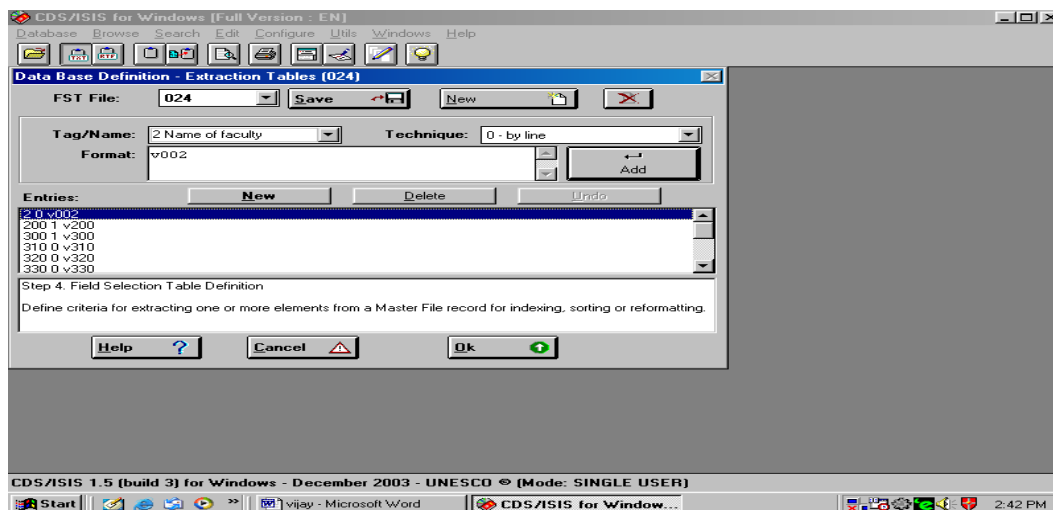 CDS/ISIS for Windows [Full Version : EN]
Database Browse Search Edit Configure Utils Windows Help
TXT RTF
Data Base Definition - Extraction Tables (024)
FST File: 024 Save New
Tag/Name: 2 Name of faculty Technique: 0 - by line
Format: v002 Add
Entries: New Delete Undo
2 0 v002
200 1 v200
300 1 v300
310 0 v310
320 0 v320
330 0 v330
Step 4. Field Selection Table Definition
Define criteria for extracting one or more elements from a Master File record for indexing, sorting or reformatting.
Help ? Cancel Ok
CDS/ISIS 1.5 (build 3) for Windows - December 2003 - UNESCO © (Mode: SINGLE USER)
Start » vijay - Microsoft Word CDS/ISIS for Window... 2:42 PM